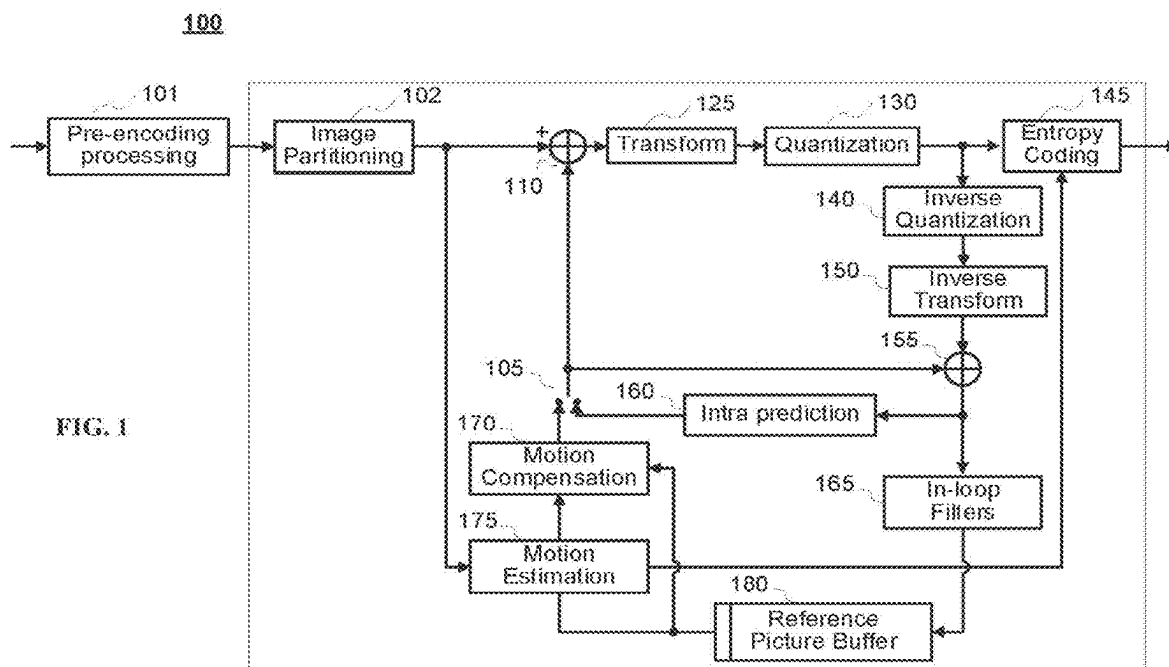 100
101
Pre-encoding
processing
102
Image
Partitioning
+
110
125
Transform
130
Quantization
145
Entropy
Coding
140
Inverse
Quantization
150
Inverse
Transform
155
105
160
Intra prediction
FIG. 1
170
Motion
Compensation
165
In-loop
Filters
175
Motion
Estimation
180
Reference
Picture Buffer